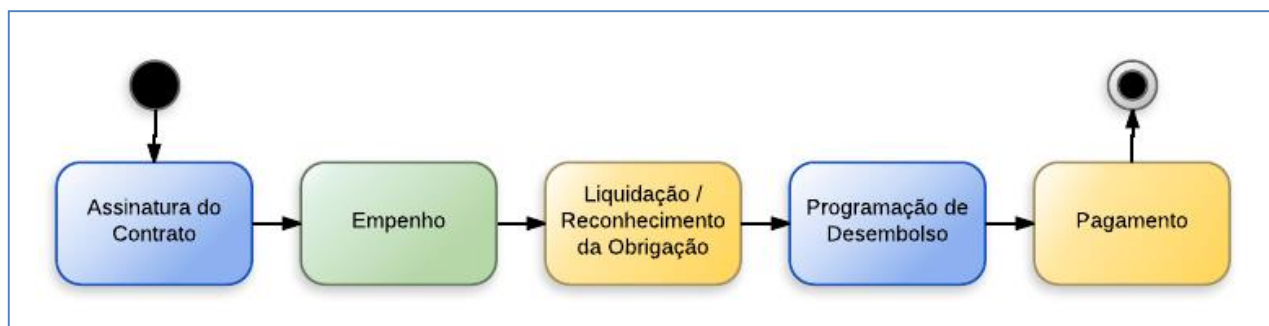 Assinatura do
Contrato
Empenho
Liquidação /
Reconhecimento
da Obrigação
Programação de
Desembolso
Pagamento